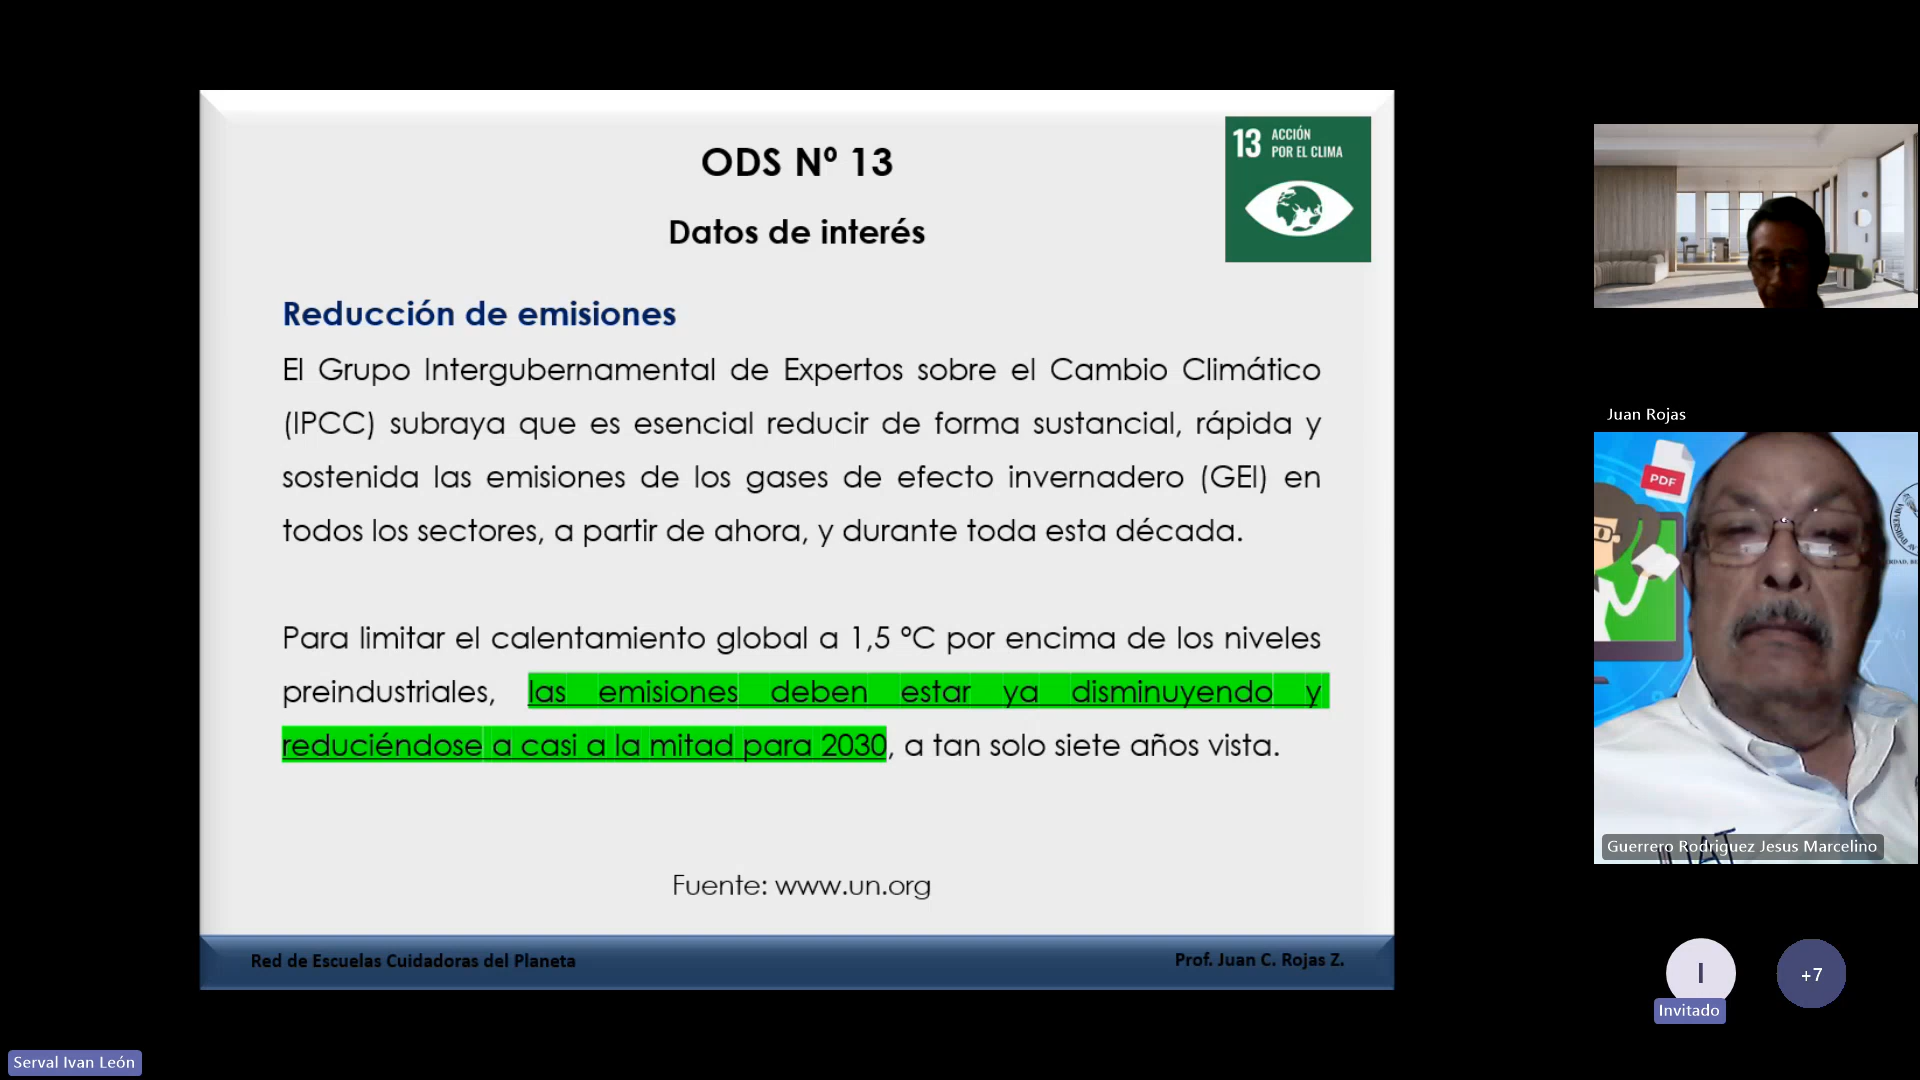 ODS Nº 13
Datos de interés
13 ACCIÓN
POR EL CLIMA
Reducción de emisiones
El Grupo Intergubernamental de Expertos sobre el Cambio Climático
(IPCC) subraya que es esencial reducir de forma sustancial, rápida y
sostenida las emisiones de los gases de efecto invernadero (GEI) en
todos los sectores, a partir de ahora, y durante toda esta década.
Para limitar el calentamiento global a 1,5 ºC por encima de los niveles
preindustriales, las emisiones deben estar ya disminuyendo y
reduciéndose a casi a la mitad para 2030, a tan solo siete años vista.
Fuente: www.un.org
Red de Escuelas Cuidadoras del Planeta
Prof. Juan C. Rojas Z.
Juan Rojas
PDF
Guerrero Rodriguez Jesus Marcelino
I
+7
Invitado
Serval Ivan León